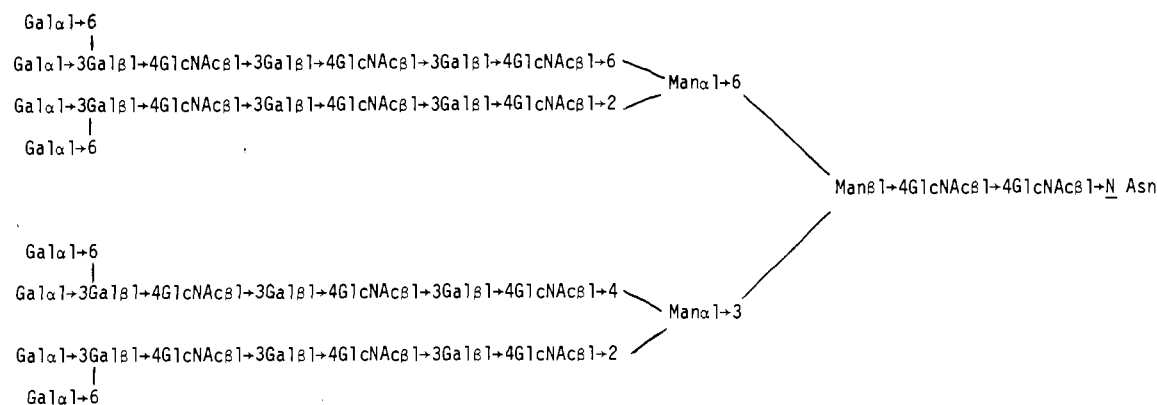 Galα1→6
Galα1→3Galβ1→4GlcNAcβ1→3Galβ1→4GlcNAcβ1→3Galβ1→4GlcNAcβ1→6
Manα1→6
Galα1→3Galβ1→4GlcNAcβ1→3Galβ1→4GlcNAcβ1→3Galβ1→4GlcNAcβ1→2
Galα1→6
Manβ1→4GlcNAcβ1→4GlcNAcβ1→N Asn
Galα1→6
Galα1→3Galβ1→4GlcNAcβ1→3Galβ1→4GlcNAcβ1→3Galβ1→4GlcNAcβ1→4
Manα1→3
Galα1→3Galβ1→4GlcNAcβ1→3Galβ1→4GlcNAcβ1→3Galβ1→4GlcNAcβ1→2
Galα1→6